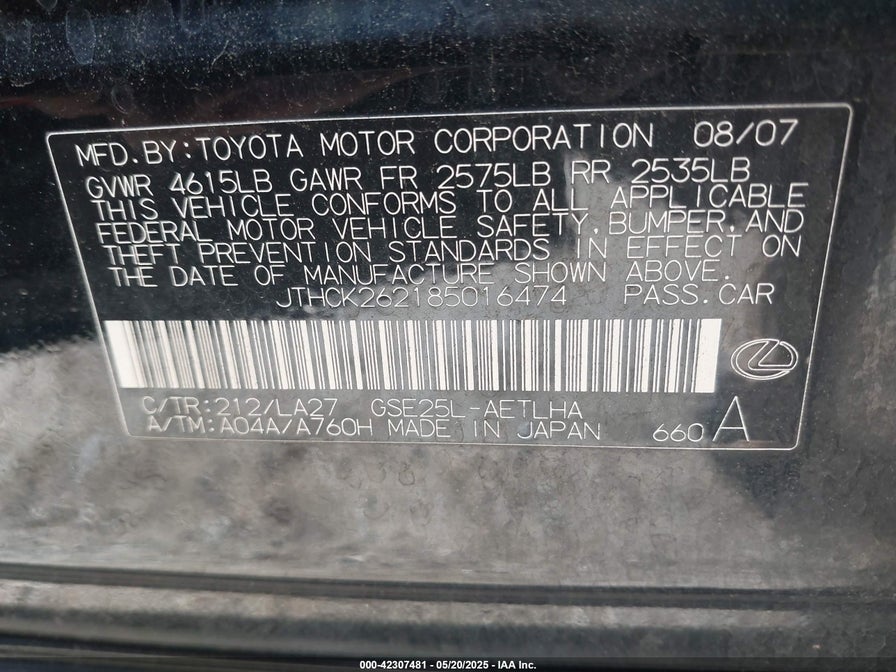 MFD.BY:TOYOTA MOTOR CORPORATION 08/07
GVWR 4615LB GAWR FR 2575LB RR 2535LB
THIS VEHICLE CONFORMS TO ALL APPLICABLE
FEDERAL MOTOR VEHICLE SAFETY,BUMPER,AND
THEFT PREVENTION STANDARDS IN EFFECT ON
THE DATE OF MANUFACTURE SHOWN ABOVE.
JTHCK262185016474 PASS.CAR
C/TR:212/LA27 GSE25L-AETLHA
A/TM:A04A/A760H MADE IN JAPAN 660 A
000-42307481 - 05/20/2025 - IAA Inc.